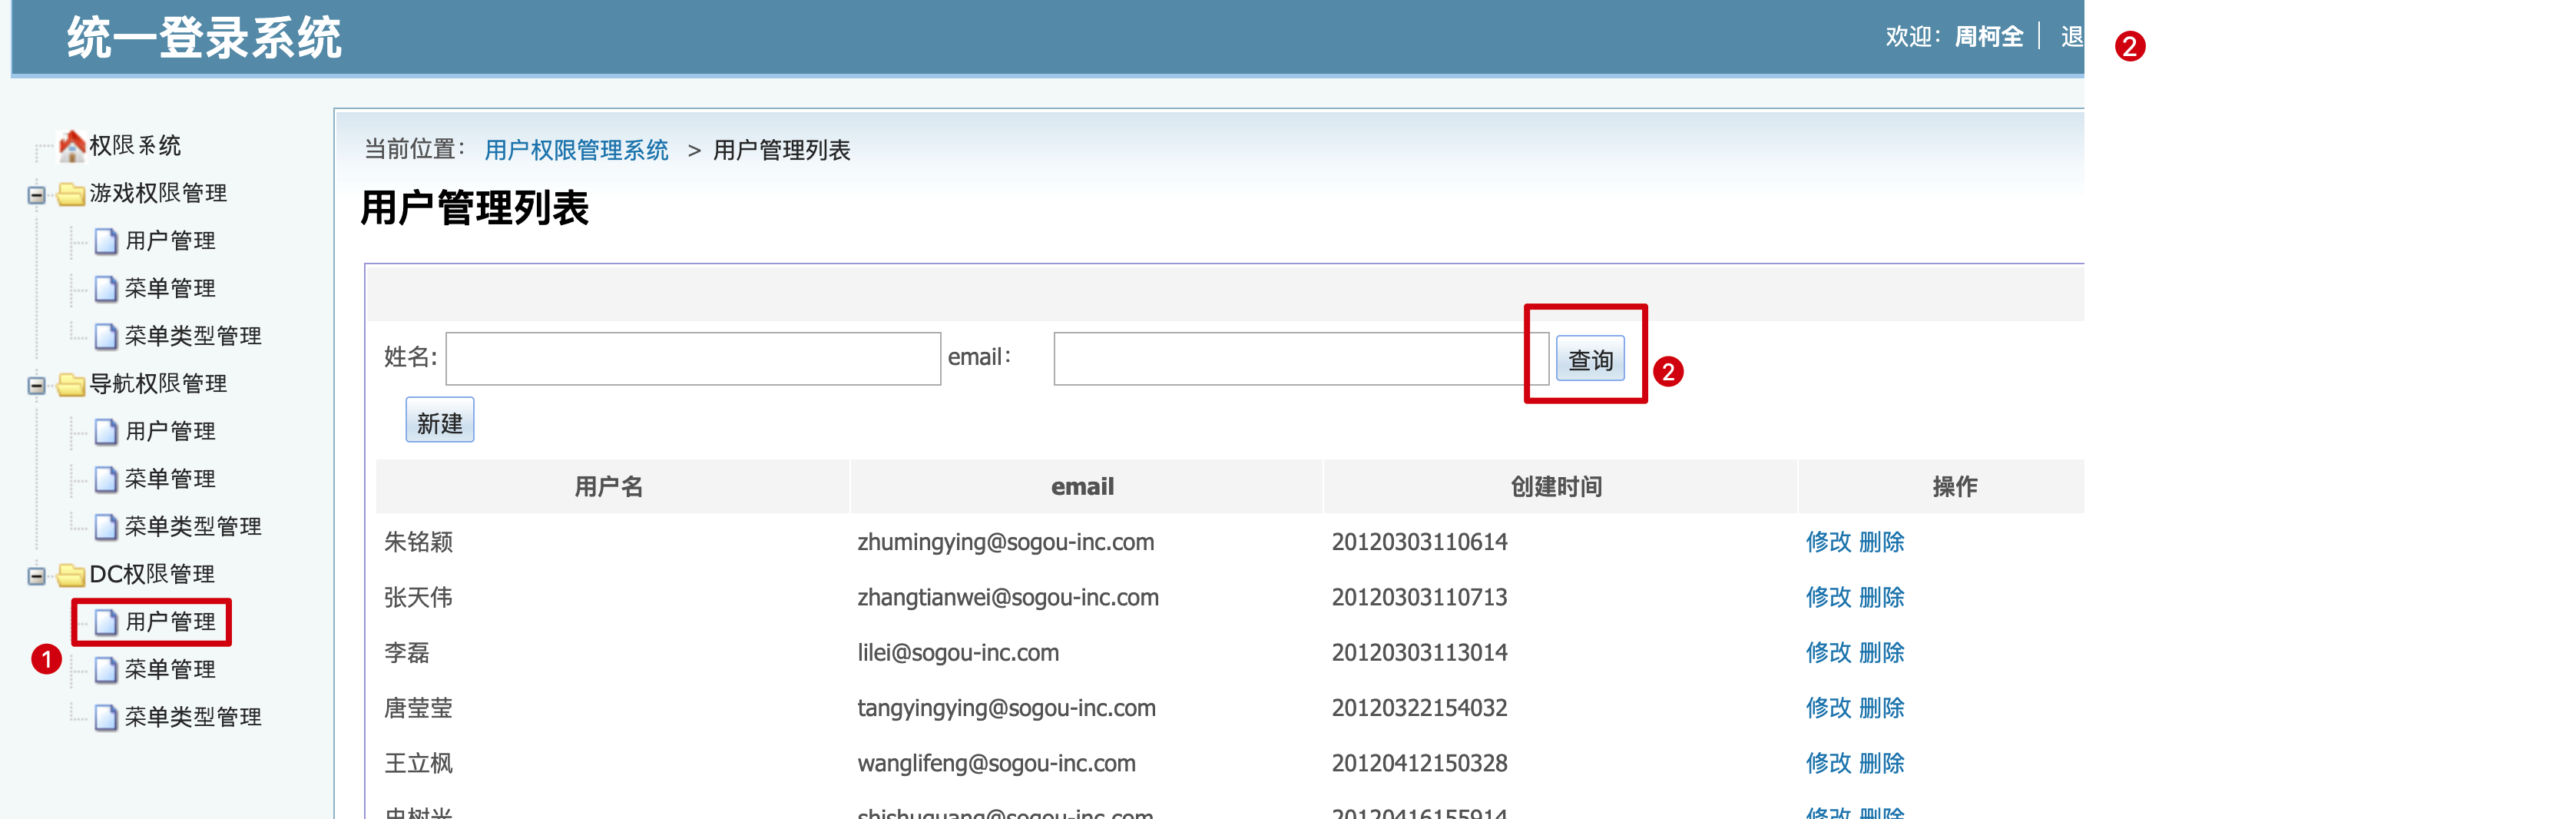 统一登录系统
欢迎：周柯全 | 退
2
权限系统
游戏权限管理
用户管理
菜单管理
菜单类型管理
导航权限管理
用户管理
菜单管理
菜单类型管理
DC权限管理
用户管理
1
菜单管理
菜单类型管理
当前位置： 用户权限管理系统 > 用户管理列表
用户管理列表
姓名: email： 查询
2
新建
用户名 email 创建时间 操作
朱铭颖 zhumingying@sogou-inc.com 20120303110614 修改 删除
张天伟 zhangtianwei@sogou-inc.com 20120303110713 修改 删除
李磊 lilei@sogou-inc.com 20120303113014 修改 删除
唐莹莹 tangyingying@sogou-inc.com 20120322154032 修改 删除
王立枫 wanglifeng@sogou-inc.com 20120412150328 修改 删除
shishuguang@sogou-inc.com 20120416155914 修改 删除